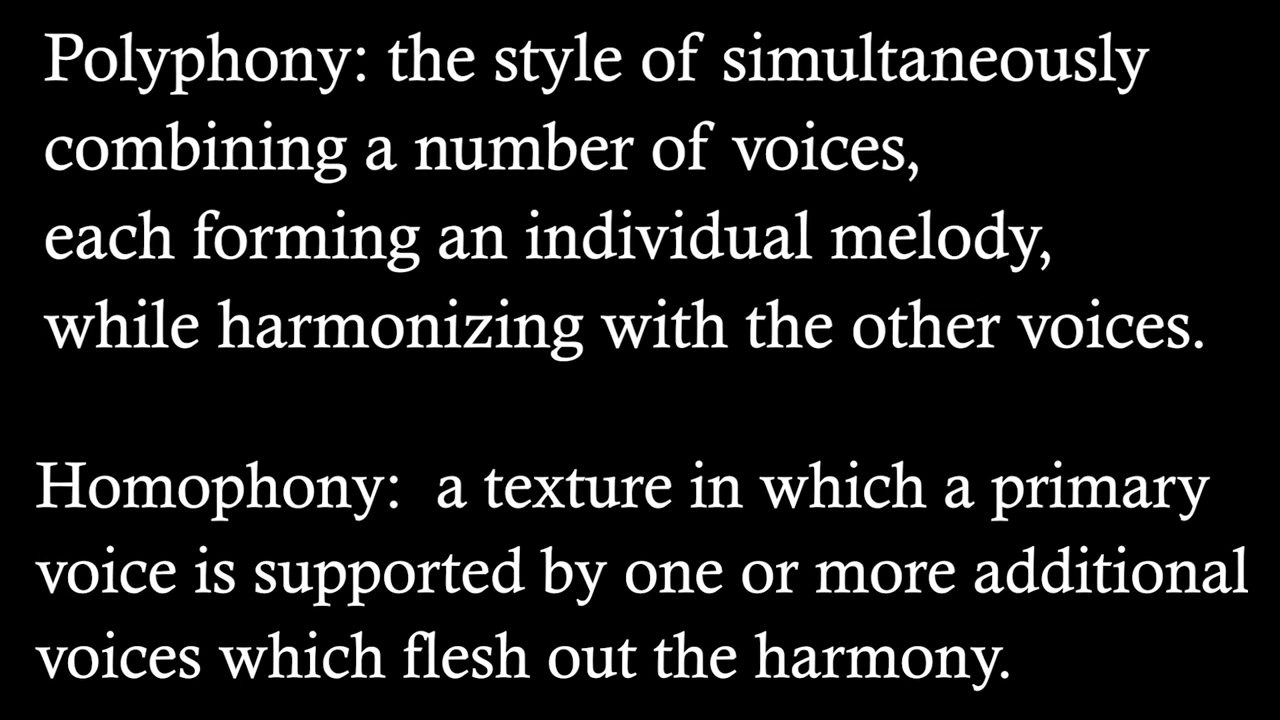 Polyphony: the style of simultaneously
combining a number of voices,
each forming an individual melody,
while harmonizing with the other voices.
Homophony:  a texture in which a primary
voice is supported by one or more additional
voices which flesh out the harmony.